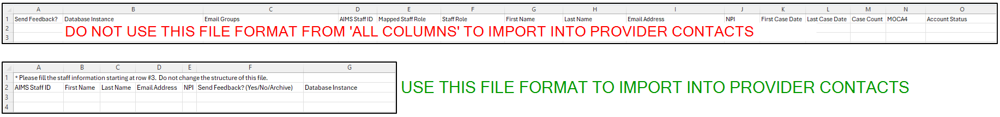 A B C D E F G H I J K L M N O
1 Send Feedback? Database Instance Email Groups AIMS Staff ID Mapped Staff Role Staff Role First Name Last Name Email Address NPI First Case Date Last Case Date Case Count MOCA4 Account Status
2
DO NOT USE THIS FILE FORMAT FROM 'ALL COLUMNS' TO IMPORT INTO PROVIDER CONTACTS
3
A B C D E F G
1 * Please fill the staff information starting at row #3. Do not change the structure of this file.
2 AIMS Staff ID First Name Last Name Email Address NPI Send Feedback? (Yes/No/Archive) Database Instance
USE THIS FILE FORMAT TO IMPORT INTO PROVIDER CONTACTS
3
4